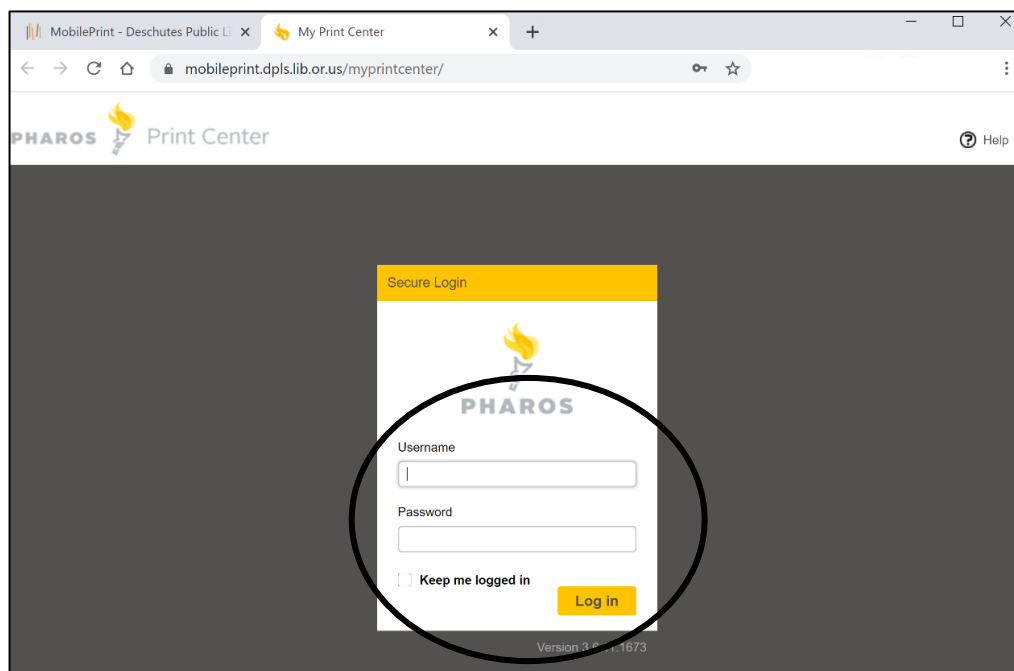 MobilePrint - Deschutes Public Li
My Print Center
mobileprint.dpls.lib.or.us/myprintcenter/
PHAROS Print Center
Help
Secure Login
PHAROS
Username
Password
Keep me logged in
Log in
Version